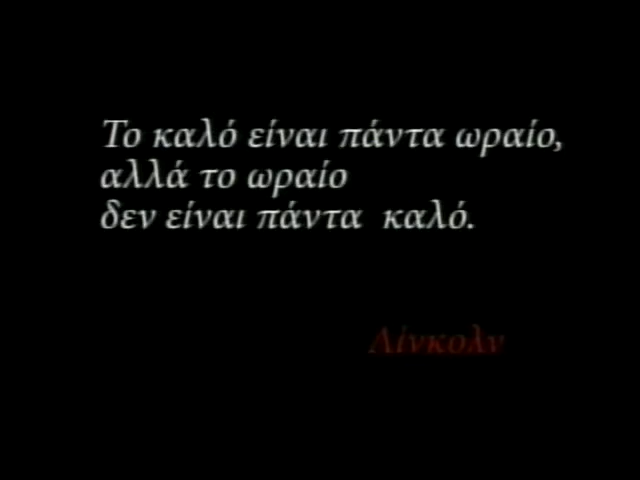 Το καλό είναι πάντα ωραίο,
αλλά το ωραίο
δεν είναι πάντα καλό.
Λίνκολν